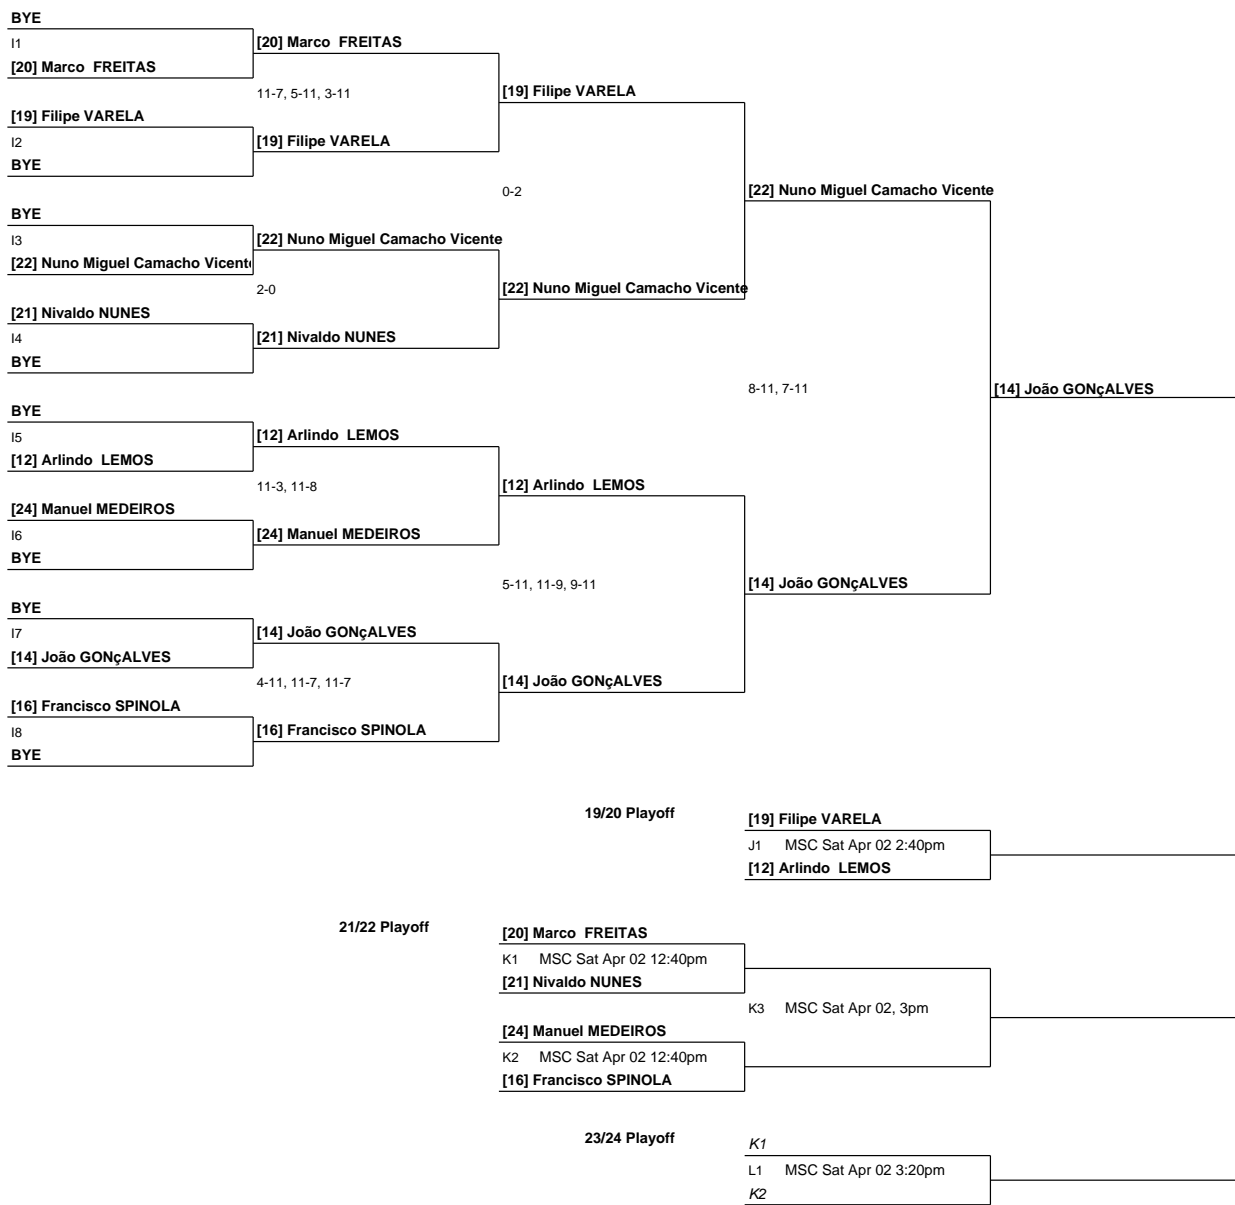 BYE
I1
[20] Marco  FREITAS
[20] Marco  FREITAS
11-7, 5-11, 3-11
[19] Filipe VARELA
[19] Filipe VARELA
I2
[19] Filipe VARELA
BYE
0-2
[22] Nuno Miguel Camacho Vicente
BYE
I3
[22] Nuno Miguel Camacho Vicente
[22] Nuno Miguel Camacho Vicent
2-0
[22] Nuno Miguel Camacho Vicente
[21] Nivaldo NUNES
I4
[21] Nivaldo NUNES
BYE
8-11, 7-11
[14] João GONçALVES
BYE
I5
[12] Arlindo  LEMOS
[12] Arlindo  LEMOS
11-3, 11-8
[12] Arlindo  LEMOS
[24] Manuel MEDEIROS
I6
[24] Manuel MEDEIROS
BYE
5-11, 11-9, 9-11
[14] João GONçALVES
BYE
I7
[14] João GONçALVES
[14] João GONçALVES
4-11, 11-7, 11-7
[14] João GONçALVES
[16] Francisco SPINOLA
I8
[16] Francisco SPINOLA
BYE
19/20 Playoff
[19] Filipe VARELA
J1 MSC Sat Apr 02 2:40pm
[12] Arlindo  LEMOS
21/22 Playoff
[20] Marco  FREITAS
K1 MSC Sat Apr 02 12:40pm
[21] Nivaldo NUNES
K3 MSC Sat Apr 02, 3pm
[24] Manuel MEDEIROS
K2 MSC Sat Apr 02 12:40pm
[16] Francisco SPINOLA
23/24 Playoff
K1
L1 MSC Sat Apr 02 3:20pm
K2